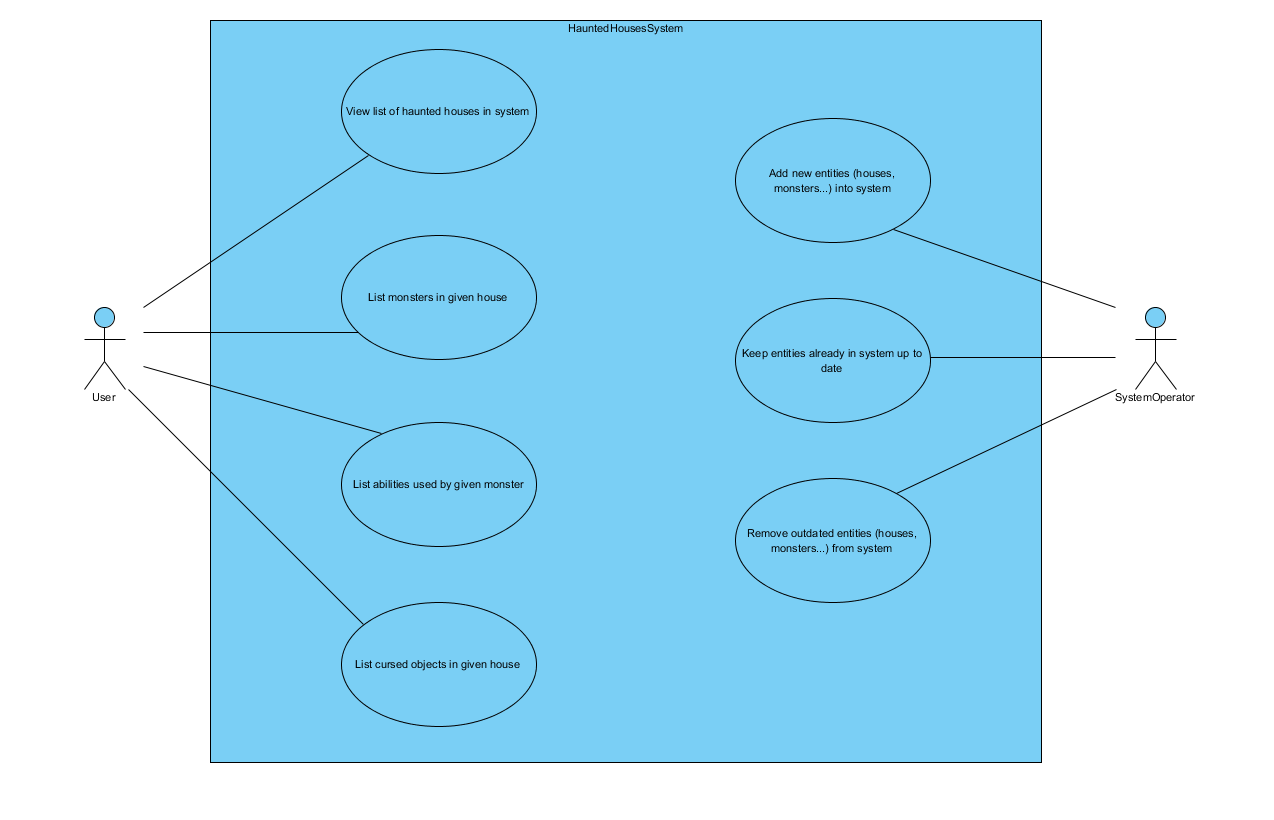 HauntedHousesSystem
View list of haunted houses in system
List monsters in given house
List abilities used by given monster
List cursed objects in given house
Add new entities (houses,
monsters...) into system
Keep entities already in system up to
date
Remove outdated entities (houses,
monsters...) from system
User
SystemOperator